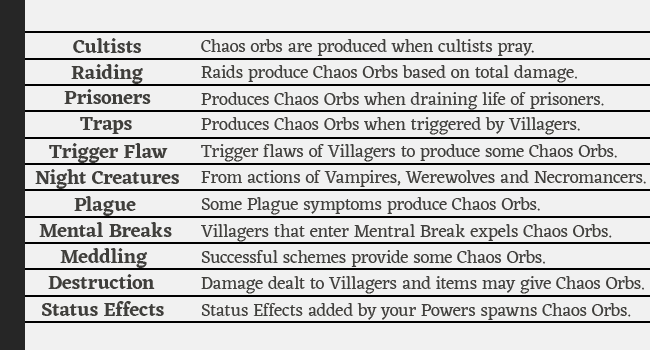 Cultists Chaos orbs are produced when cultists pray.
Raiding Raids produce Chaos Orbs based on total damage.
Prisoners Produces Chaos Orbs when draining life of prisoners.
Traps Produces Chaos Orbs when triggered by Villagers.
Trigger Flaw Trigger flaws of Villagers to produce some Chaos Orbs.
Night Creatures From actions of Vampires, Werewolves and Necromancers.
Plague Some Plague symptoms produce Chaos Orbs.
Mental Breaks Villagers that enter Mentral Break expels Chaos Orbs.
Meddling Successful schemes provide some Chaos Orbs.
Destruction Damage dealt to Villagers and items may give Chaos Orbs.
Status Effects Status Effects added by your Powers spawns Chaos Orbs.